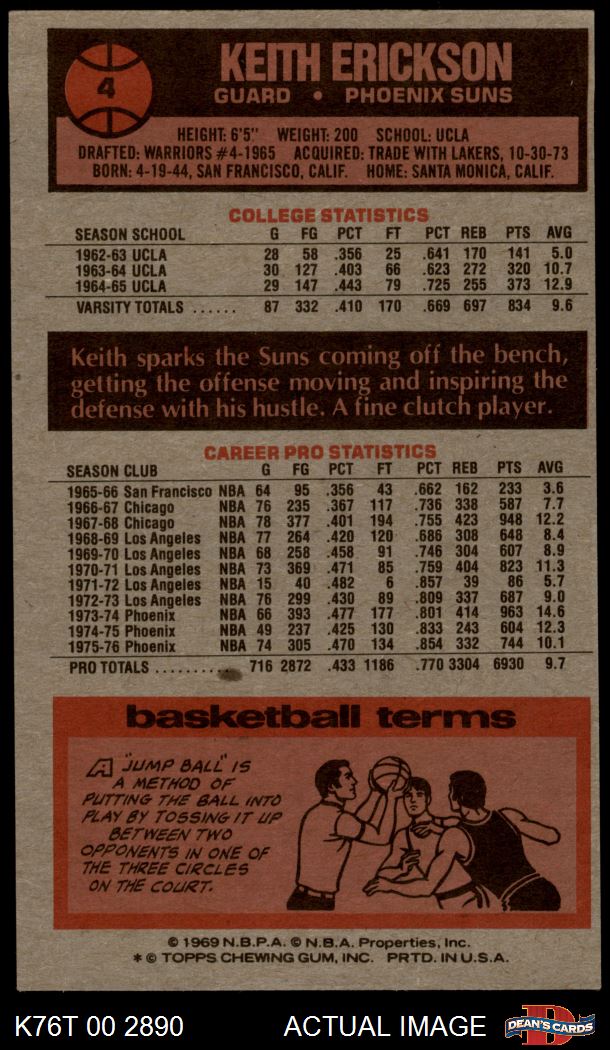 4
KEITH ERICKSON
GUARD • PHOENIX SUNS
HEIGHT: 6'5" WEIGHT: 200 SCHOOL: UCLA
DRAFTED: WARRIORS #4-1965 ACQUIRED: TRADE WITH LAKERS, 10-30-73
BORN: 4-19-44, SAN FRANCISCO, CALIF. HOME: SANTA MONICA, CALIF.
COLLEGE STATISTICS
SEASON SCHOOL G FG PCT FT PCT REB PTS AVG
1962-63 UCLA 28 58 .356 25 .641 170 141 5.0
1963-64 UCLA 30 127 .403 66 .623 272 320 10.7
1964-65 UCLA 29 147 .443 79 .725 255 373 12.9
VARSITY TOTALS ...... 87 332 .410 170 .669 697 834 9.6
Keith sparks the Suns coming off the bench,
getting the offense moving and inspiring the
defense with his hustle. A fine clutch player.
CAREER PRO STATISTICS
SEASON CLUB G FG PCT FT PCT REB PTS AVG
1965-66 San Francisco NBA 64 95 .356 43 .662 162 233 3.6
1966-67 Chicago NBA 76 235 .367 117 .736 338 587 7.7
1967-68 Chicago NBA 78 377 .401 194 .755 423 948 12.2
1968-69 Los Angeles NBA 77 264 .420 120 .686 308 648 8.4
1969-70 Los Angeles NBA 68 258 .458 91 .746 304 607 8.9
1970-71 Los Angeles NBA 73 369 .471 85 .759 404 823 11.3
1971-72 Los Angeles NBA 15 40 .482 6 .857 39 86 5.7
1972-73 Los Angeles NBA 76 299 .430 89 .809 337 687 9.0
1973-74 Phoenix NBA 66 393 .477 177 .801 414 963 14.6
1974-75 Phoenix NBA 49 237 .425 130 .833 243 604 12.3
1975-76 Phoenix NBA 74 305 .470 134 .854 332 744 10.1
PRO TOTALS .......... 716 2872 .433 1186 .770 3304 6930 9.7
basketball terms
A "JUMP BALL" IS
A METHOD OF
PUTTING THE BALL INTO
PLAY BY TOSSING IT UP
BETWEEN TWO
OPPONENTS IN ONE OF
THE THREE CIRCLES
ON THE COURT.
© 1969 N.B.P.A. © N.B.A. Properties, Inc.
* © TOPPS CHEWING GUM, INC. PRTD. IN U.S.A.
K76T 00 2890 ACTUAL IMAGE
D
DEAN'S CARDS